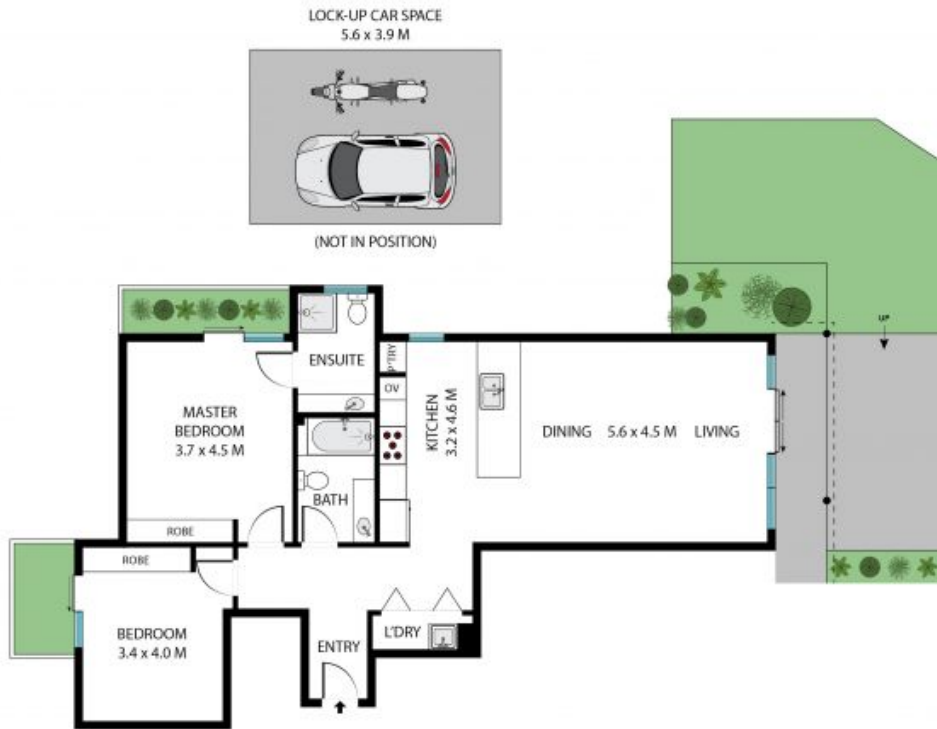 LOCK-UP CAR SPACE
5.6 x 3.9 M
(NOT IN POSITION)
UP
ENSUITE
P'TRY
OV
MASTER
BEDROOM
3.7 x 4.5 M
KITCHEN
3.2 x 4.6 M
DINING 5.6 x 4.5 M LIVING
BATH
ROBE
ROBE
BEDROOM
3.4 x 4.0 M
L'DRY
ENTRY